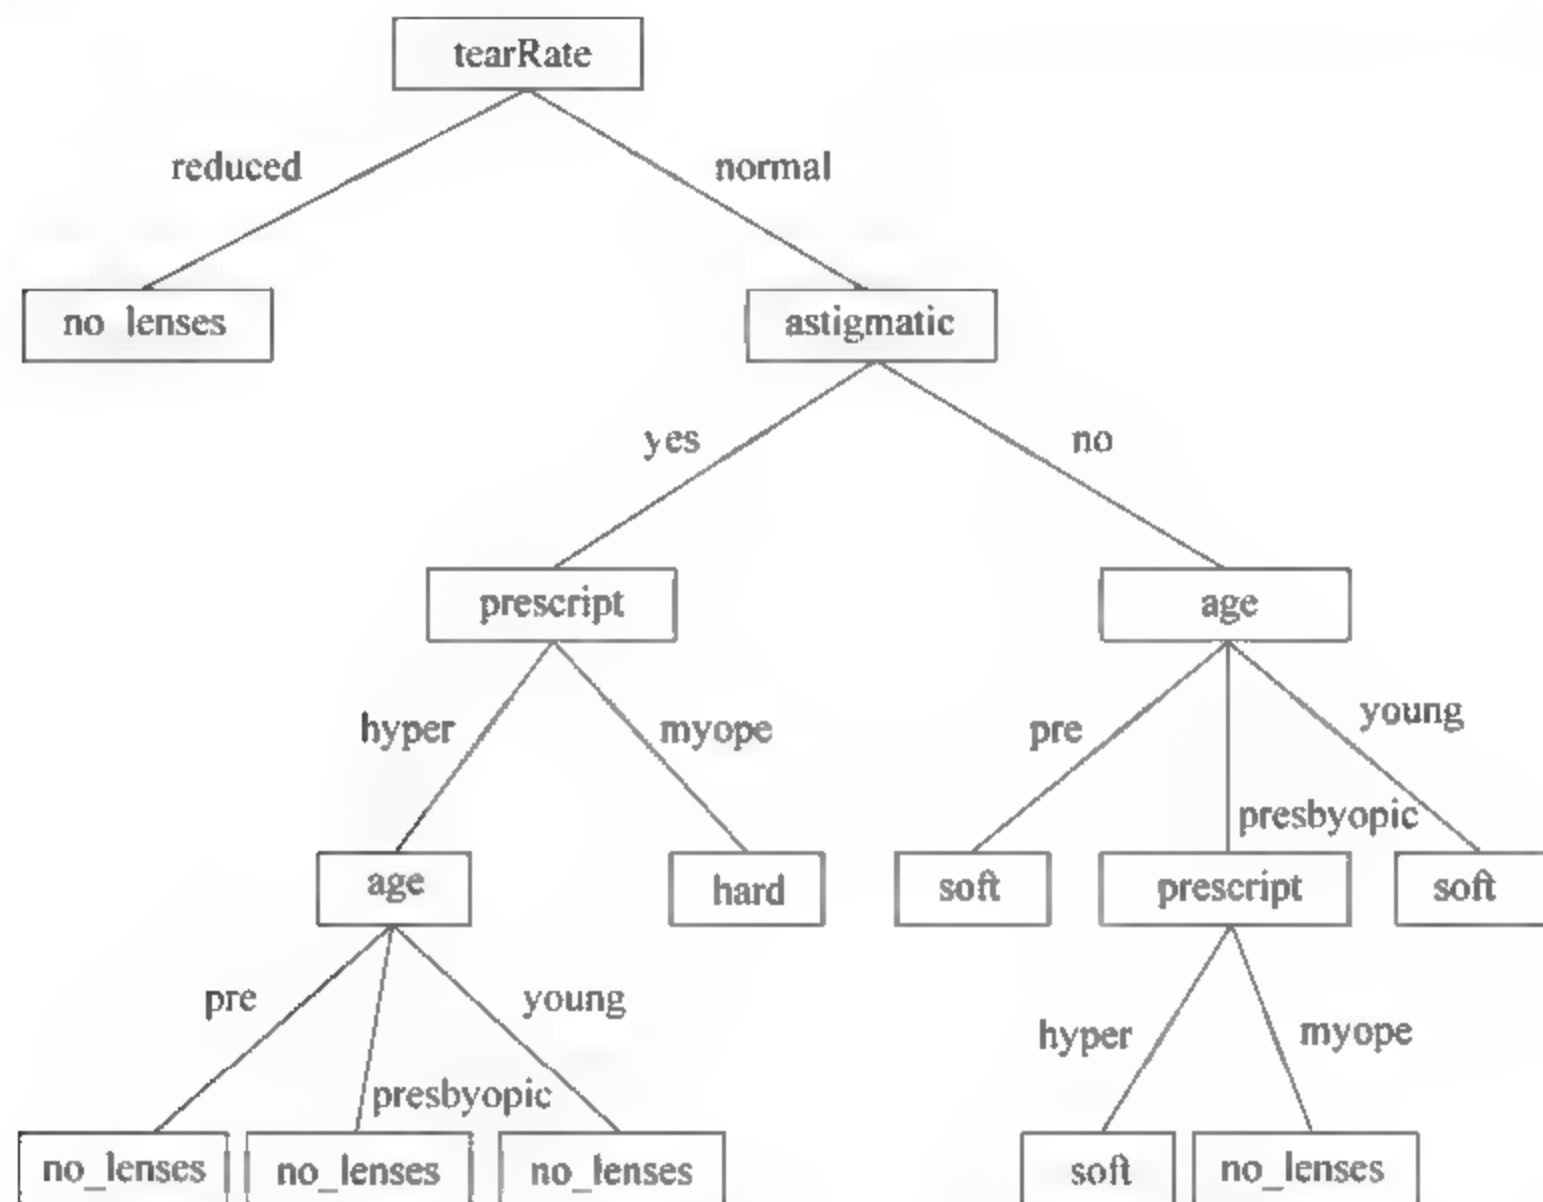 tearRate
reduced
normal
no lenses
astigmatic
yes
no
prescript
age
hyper
myope
pre
young
presbyopic
age
hard
soft
prescript
soft
pre
young
hyper
myope
presbyopic
no_lenses
no_lenses
no_lenses
soft
no_lenses